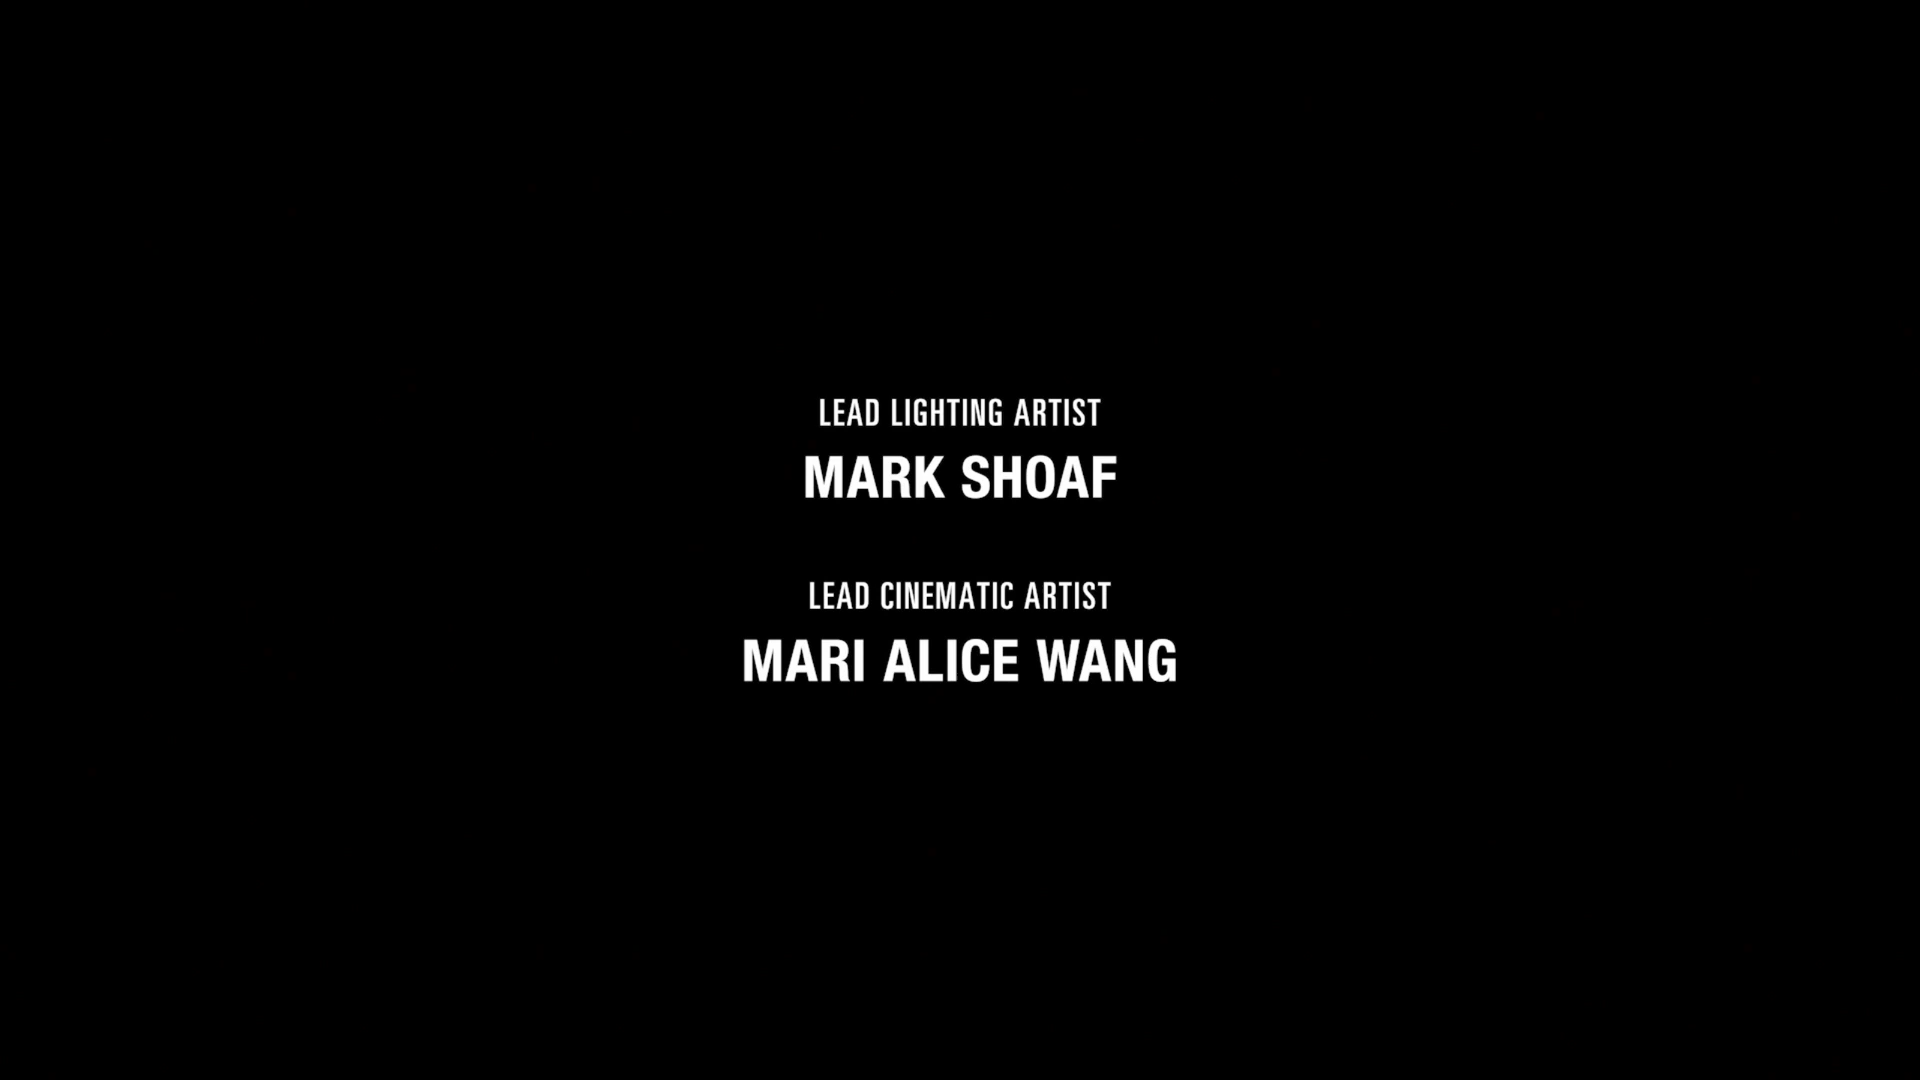 LEAD LIGHTING ARTIST
MARK SHOAF
LEAD CINEMATIC ARTIST
MARI ALICE WANG